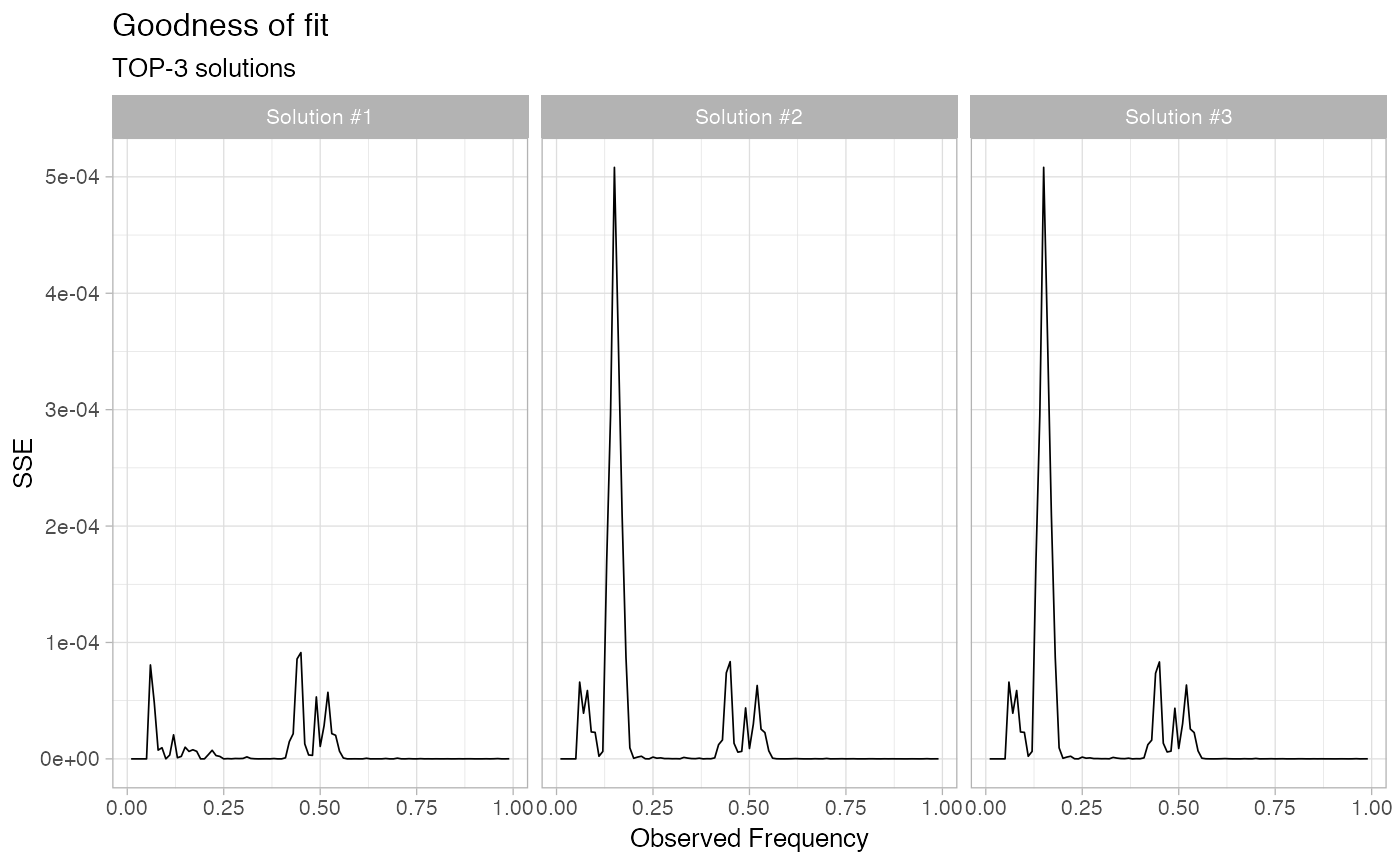 Goodness of fit
TOP-3 solutions
Solution #1 Solution #2 Solution #3
5e-04
4e-04
3e-04
2e-04
1e-04
0e+00
SSE
0.00 0.25 0.50 0.75 1.00 0.00 0.25 0.50 0.75 1.00 0.00 0.25 0.50 0.75 1.00
Observed Frequency